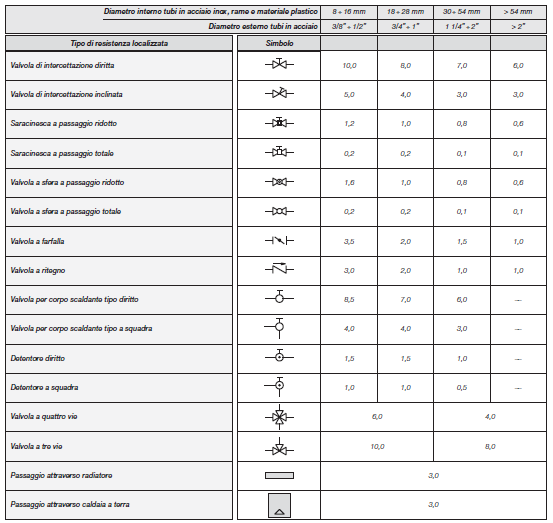 Diametro interno tubi in acciaio inox, rame e materiale plastico 8 ÷ 16 mm 18 ÷ 28 mm 30 ÷ 54 mm > 54 mm
Diametro esterno tubi in acciaio 3/8" ÷ 1/2" 3/4" ÷ 1" 1 1/4" ÷ 2" > 2"
Tipo di resistenza localizzata Simbolo
Valvola di intercettazione diritta 10,0 8,0 7,0 6,0
Valvola di intercettazione inclinata 5,0 4,0 3,0 3,0
Saracinesca a passaggio ridotto 1,2 1,0 0,8 0,6
Saracinesca a passaggio totale 0,2 0,2 0,1 0,1
Valvola a sfera a passaggio ridotto 1,6 1,0 0,8 0,6
Valvola a sfera a passaggio totale 0,2 0,2 0,1 0,1
Valvola a farfalla 3,5 2,0 1,5 1,0
Valvola a ritegno 3,0 2,0 1,0 1,0
Valvola per corpo scaldante tipo diritto 8,5 7,0 6,0 —
Valvola per corpo scaldante tipo a squadra 4,0 4,0 3,0 —
Detentore diritto 1,5 1,5 1,0 —
Detentore a squadra 1,0 1,0 0,5 —
Valvola a quattro vie 6,0 4,0
Valvola a tre vie 10,0 8,0
Passaggio attraverso radiatore 3,0
Passaggio attraverso caldaia a terra 3,0